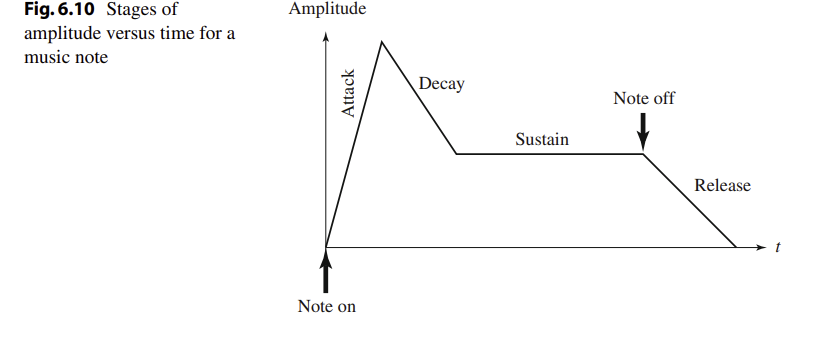 Fig. 6.10 Stages of
amplitude versus time for a
music note
Amplitude
Attack
Decay
Note off
Sustain
Release
t
Note on